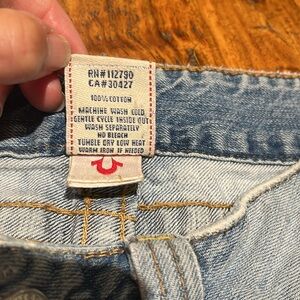 RN#112790
CA#30427
100% COTTON
MACHINE WASH COLD
GENTLE CYCLE INSIDE OUT
WASH SEPARATELY
NO BLEACH
TUMBLE DRY LOW HEAT
WARM IRON IF NEEDED